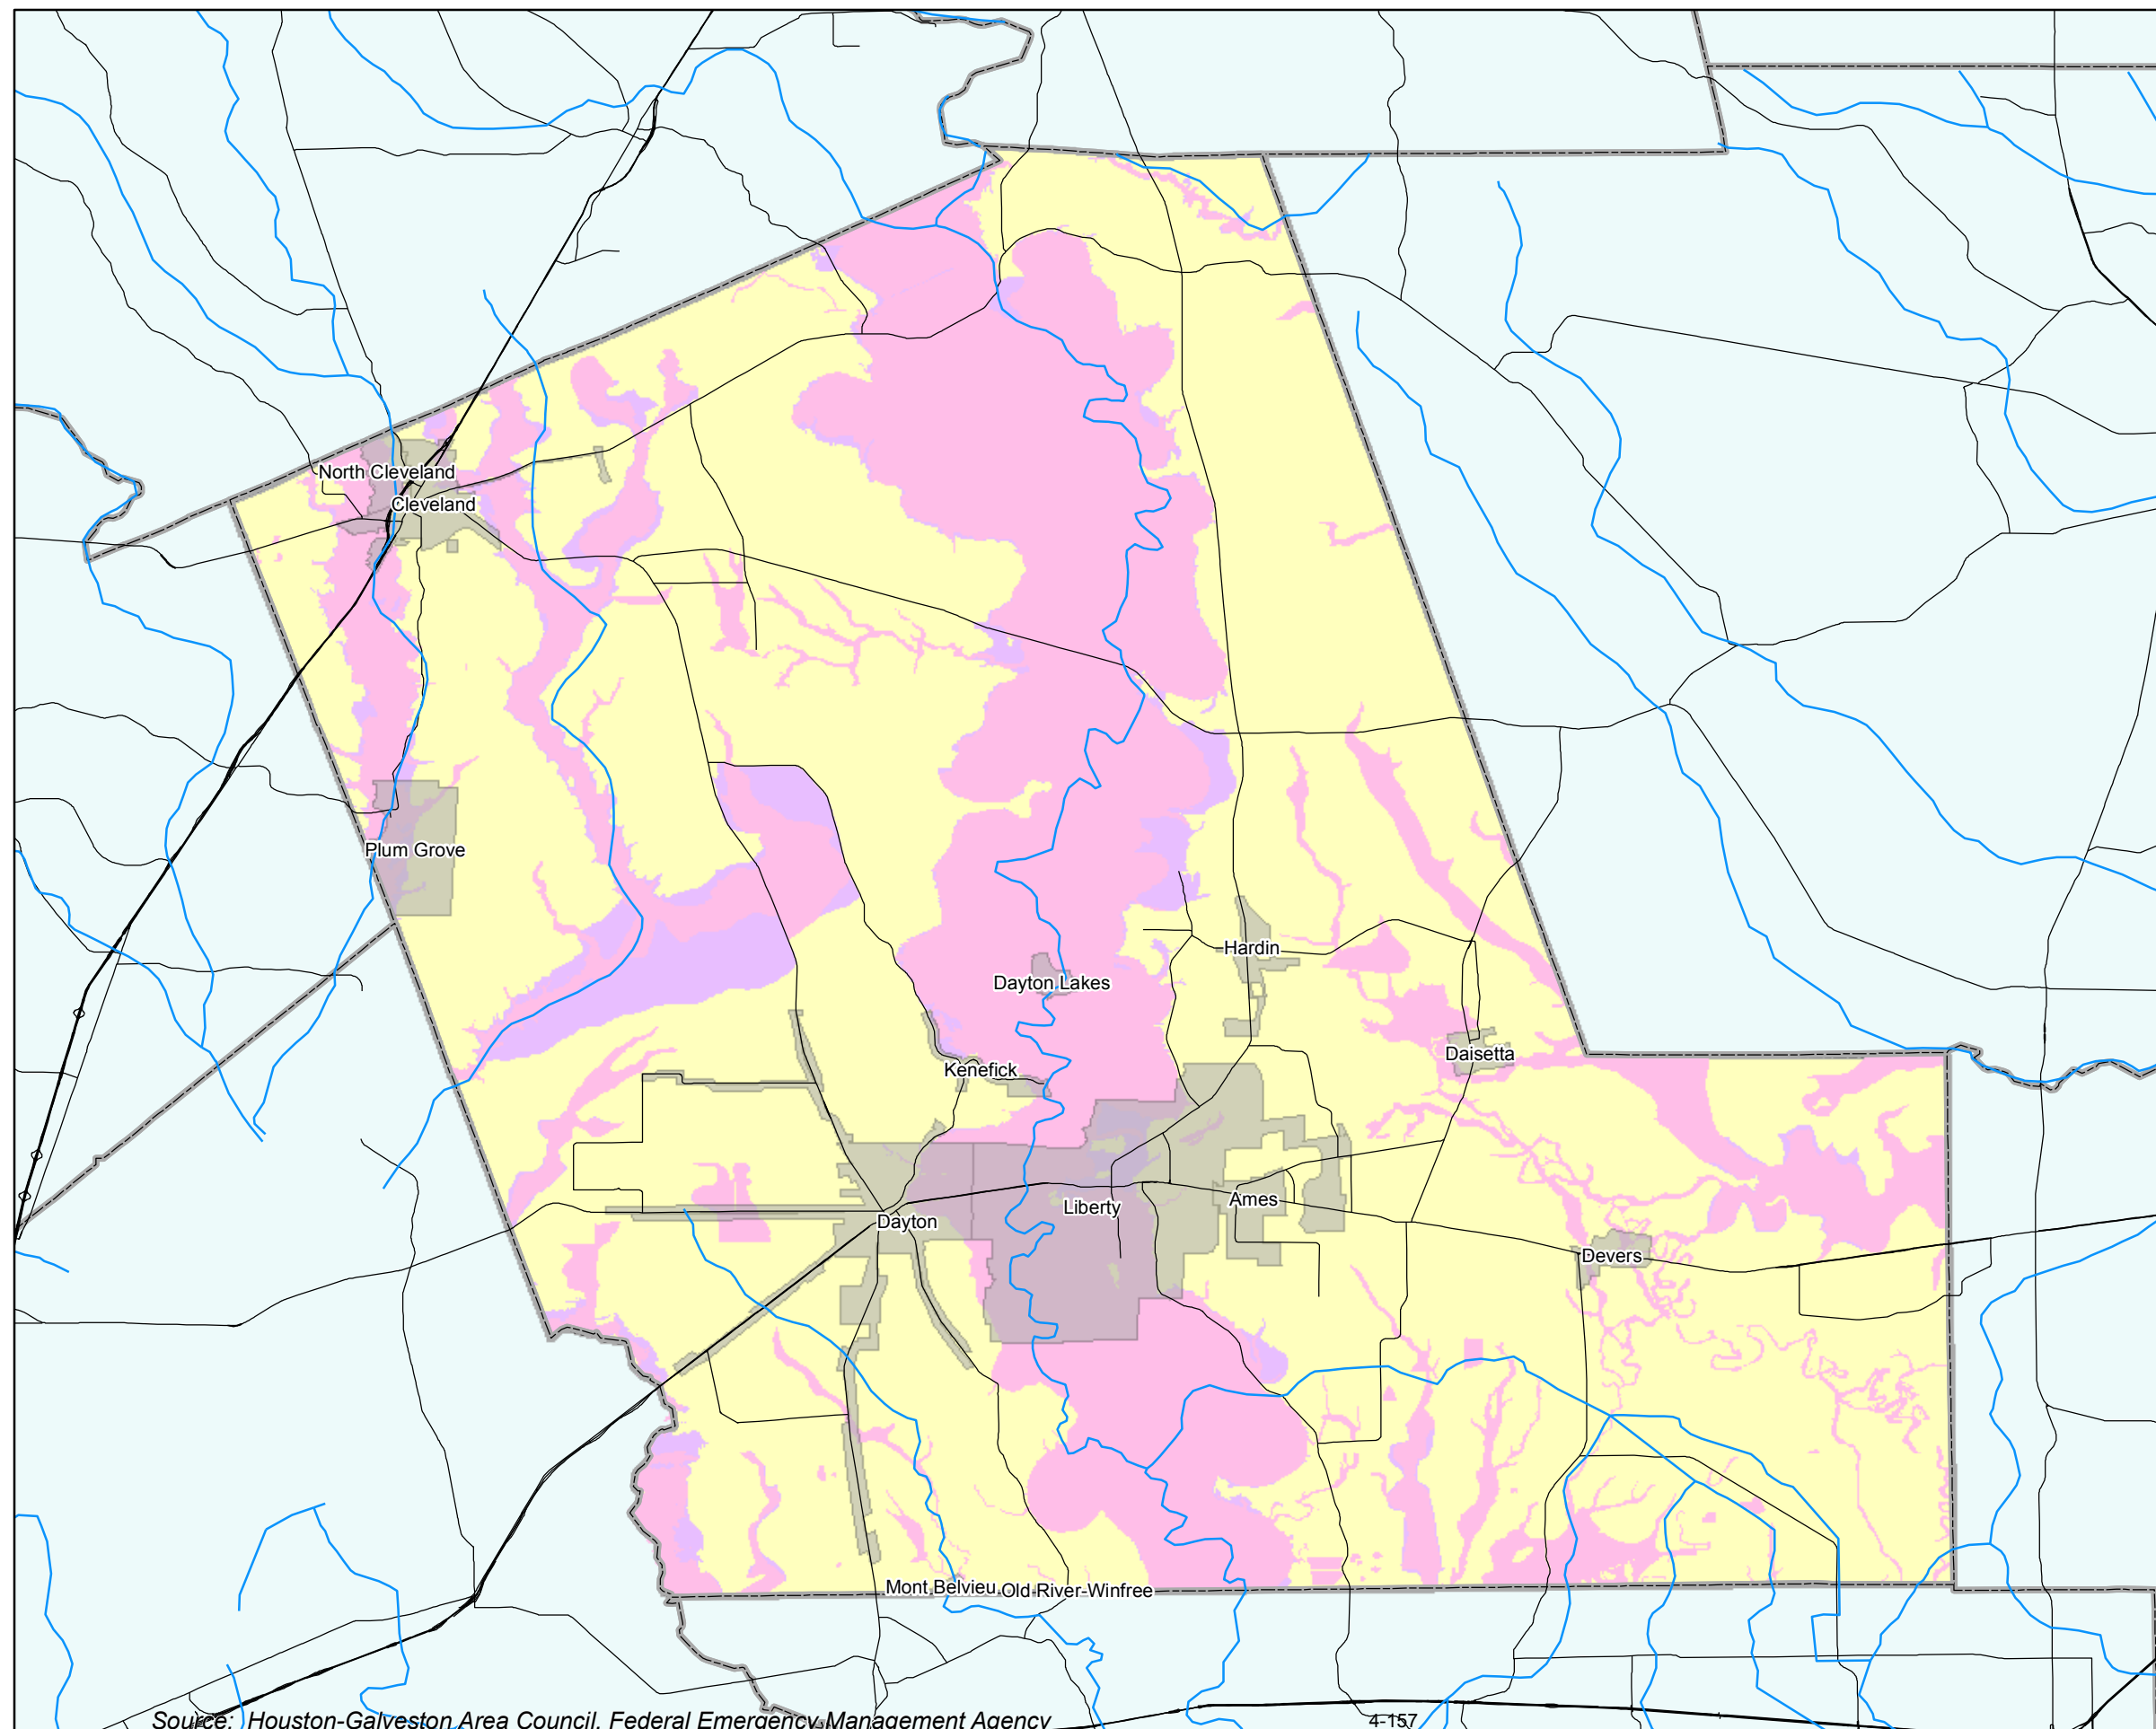 North Cleveland
Cleveland
Plum Grove
Hardin
Dayton Lakes
Daisetta
Kenefick
Ames
Liberty
Dayton
Devers
Mont Belvieu
Old River-Winfree
Source: Houston-Galveston Area Council, Federal Emergency Management Agency
4-157